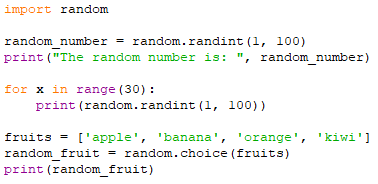 import random
random_number = random.randint(1, 100)
print("The random number is: ", random_number)
for x in range(30):
    print(random.randint(1, 100))
fruits = ['apple', 'banana', 'orange', 'kiwi']
random_fruit = random.choice(fruits)
print(random_fruit)